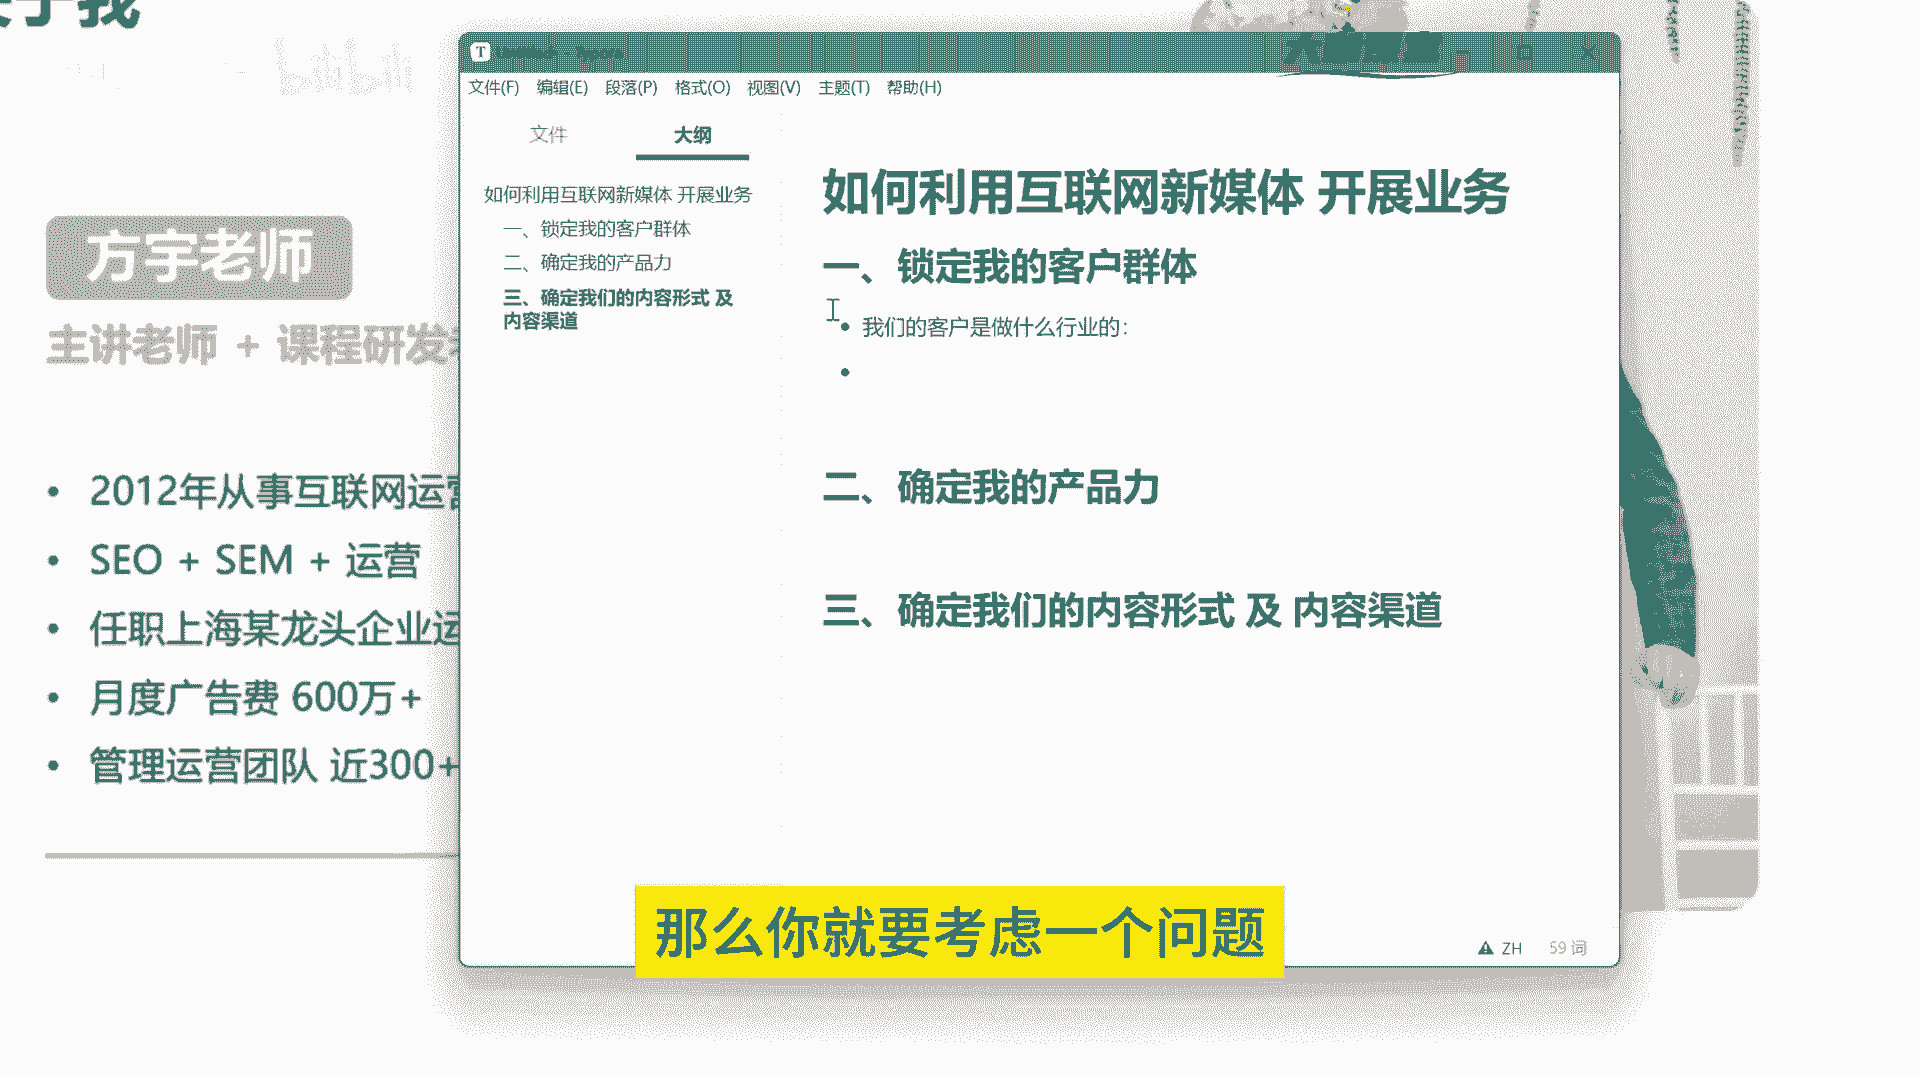 于我
bilibili
方宇老师
主讲老师 + 课程研发
2012年从事互联网运营
SEO + SEM + 运营
任职上海某龙头企业运
月度广告费 600万+
管理运营团队 近300+
文件(F) 编辑(E) 段落(P) 格式(O) 视图(V) 主题(T) 帮助(H)
文件 大纲
如何利用互联网新媒体 开展业务
一、锁定我的客户群体
二、确定我的产品力
三、确定我们的内容形式 及
内容渠道
如何利用互联网新媒体 开展业务
一、锁定我的客户群体
我们的客户是做什么行业的:
二、确定我的产品力
三、确定我们的内容形式 及 内容渠道
ZH 59 词
那么你就要考虑一个问题